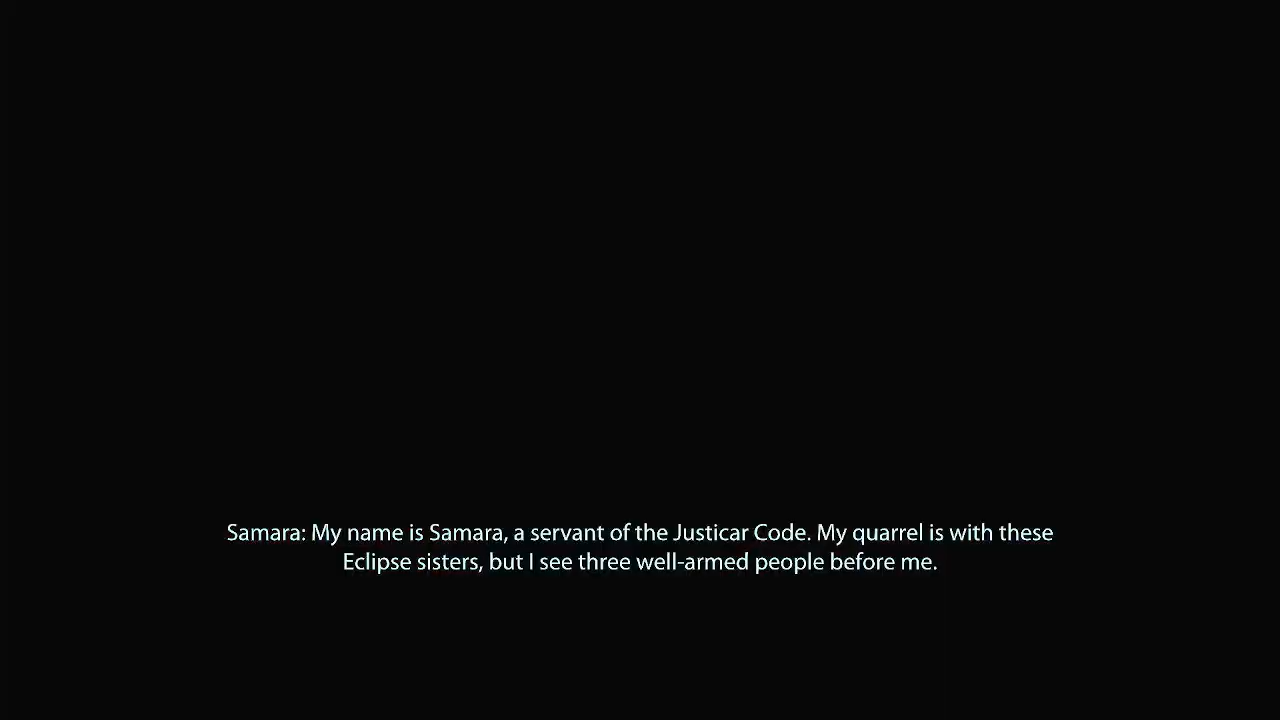 Samara: My name is Samara, a servant of the Justicar Code. My quarrel is with these
Eclipse sisters, but I see three well-armed people before me.